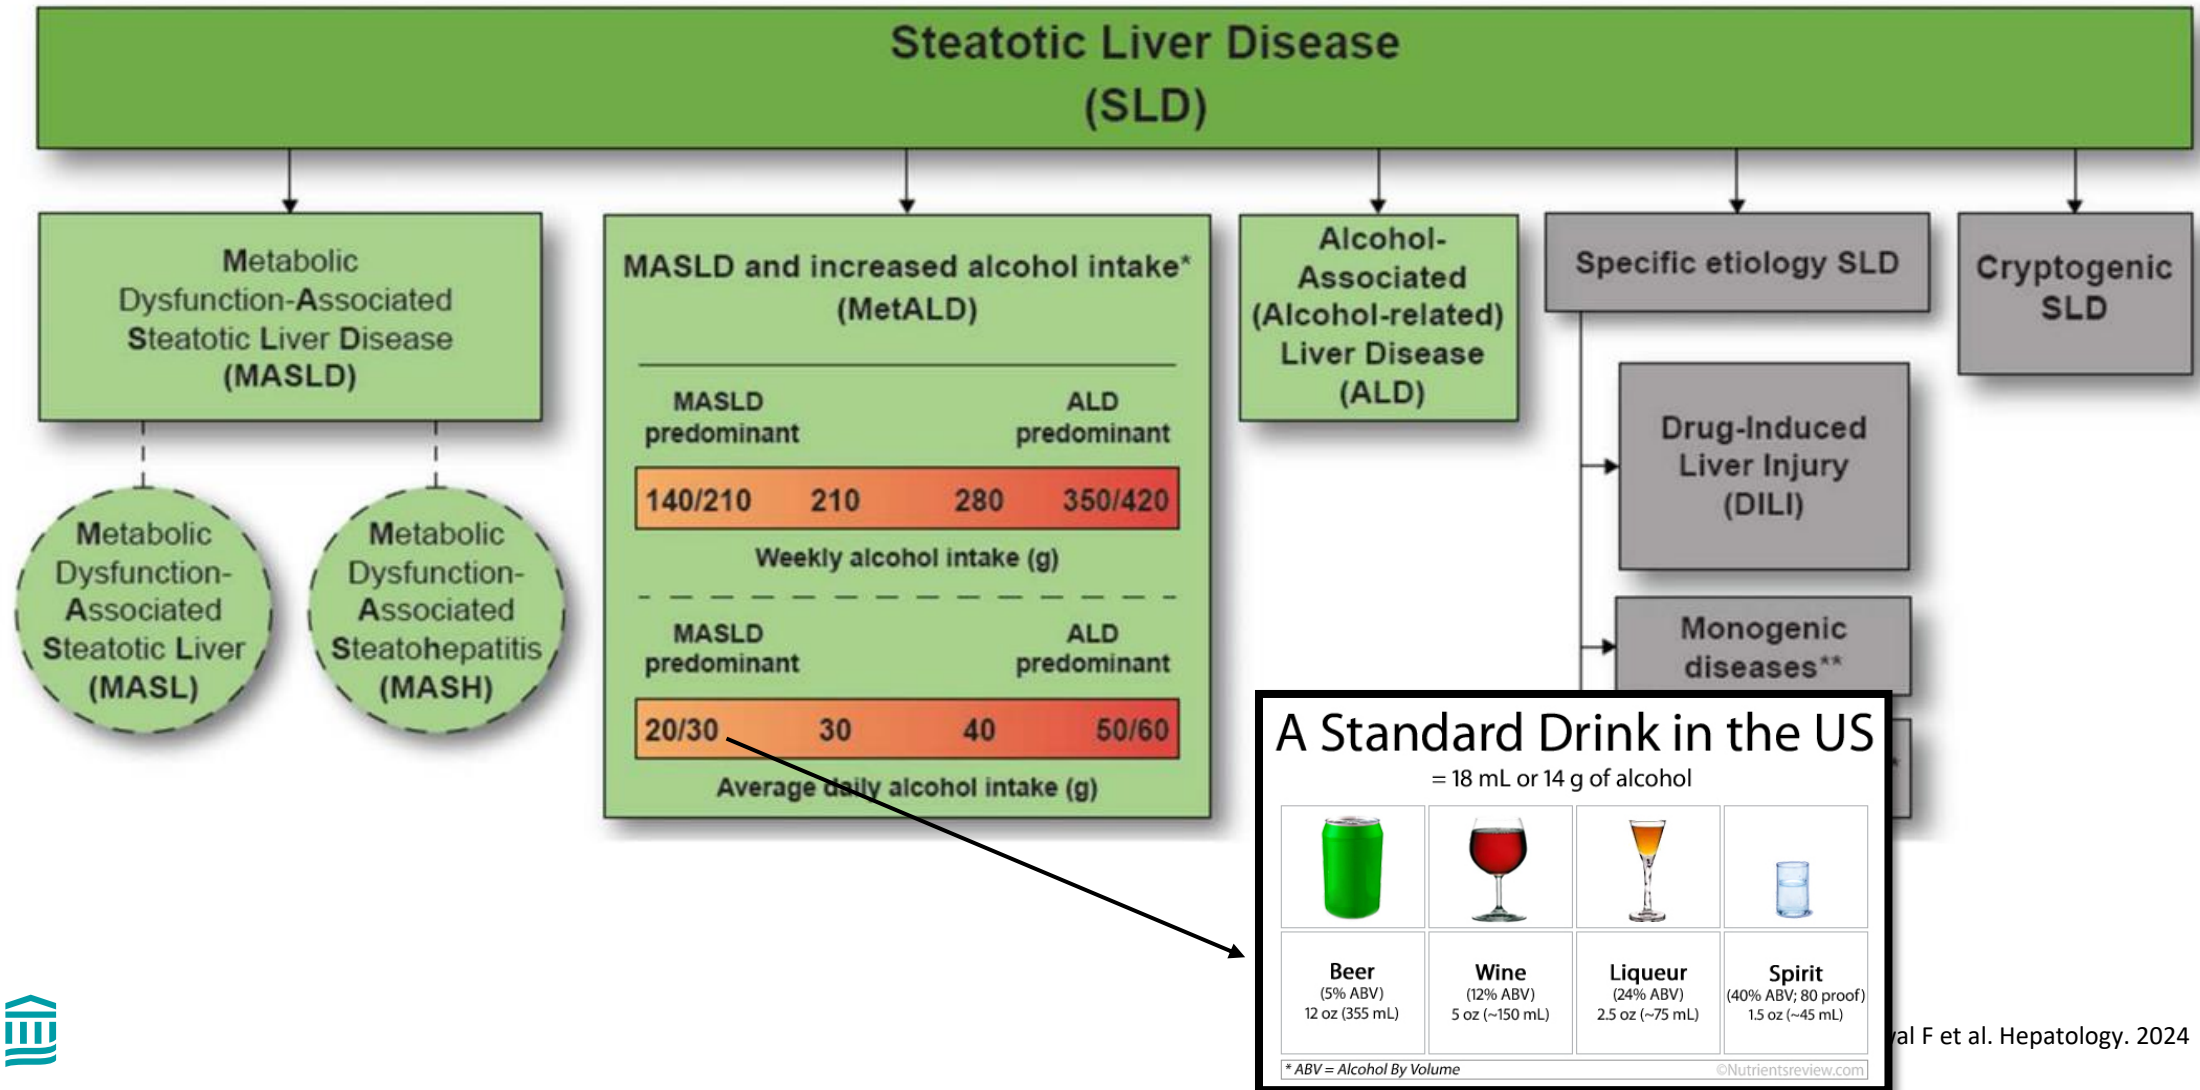 Steatotic Liver Disease
(SLD)
Metabolic
Dysfunction-Associated
Steatotic Liver Disease
(MASLD)
Metabolic
Dysfunction-
Associated
Steatotic Liver
(MASL)
Metabolic
Dysfunction-
Associated
Steatohepatitis
(MASH)
MASLD and increased alcohol intake*
(MetALD)
MASLD predominant
ALD predominant
140/210 210 280 350/420
Weekly alcohol intake (g)
MASLD predominant
ALD predominant
20/30 30 40 50/60
Average daily alcohol intake (g)
Alcohol-
Associated
(Alcohol-related)
Liver Disease
(ALD)
Specific etiology SLD
Drug-Induced
Liver Injury
(DILI)
Monogenic
diseases**
*
Cryptogenic
SLD
A Standard Drink in the US
= 18 mL or 14 g of alcohol
Beer
(5% ABV)
12 oz (355 mL)
Wine
(12% ABV)
5 oz (~150 mL)
Liqueur
(24% ABV)
2.5 oz (~75 mL)
Spirit
(40% ABV; 80 proof)
1.5 oz (~45 mL)
* ABV = Alcohol By Volume
©Nutrientsreview.com
F et al. Hepatology. 2024